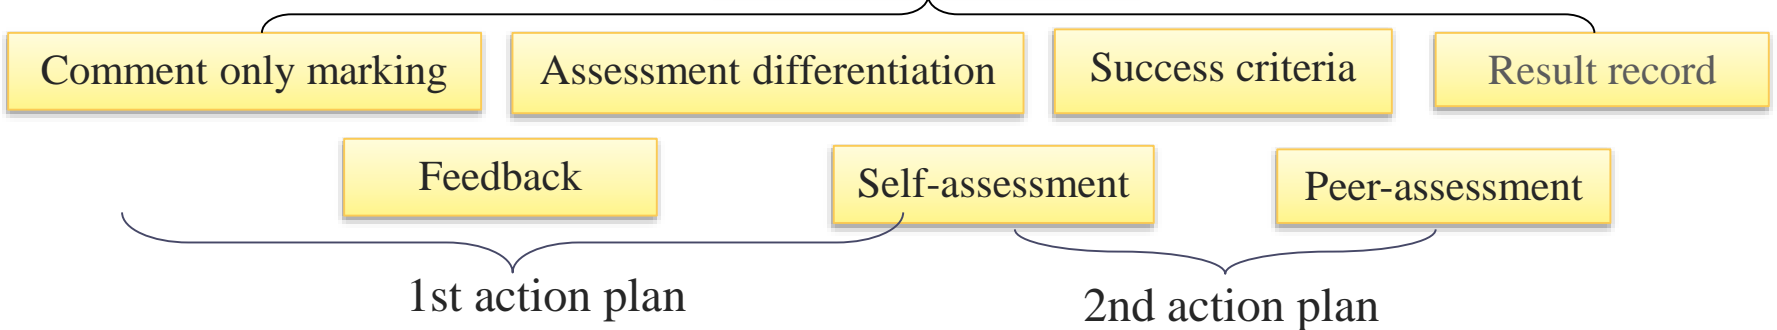 Comment only marking
Assessment differentiation
Success criteria
Result record
Feedback
Self-assessment
Peer-assessment
1st action plan
2nd action plan